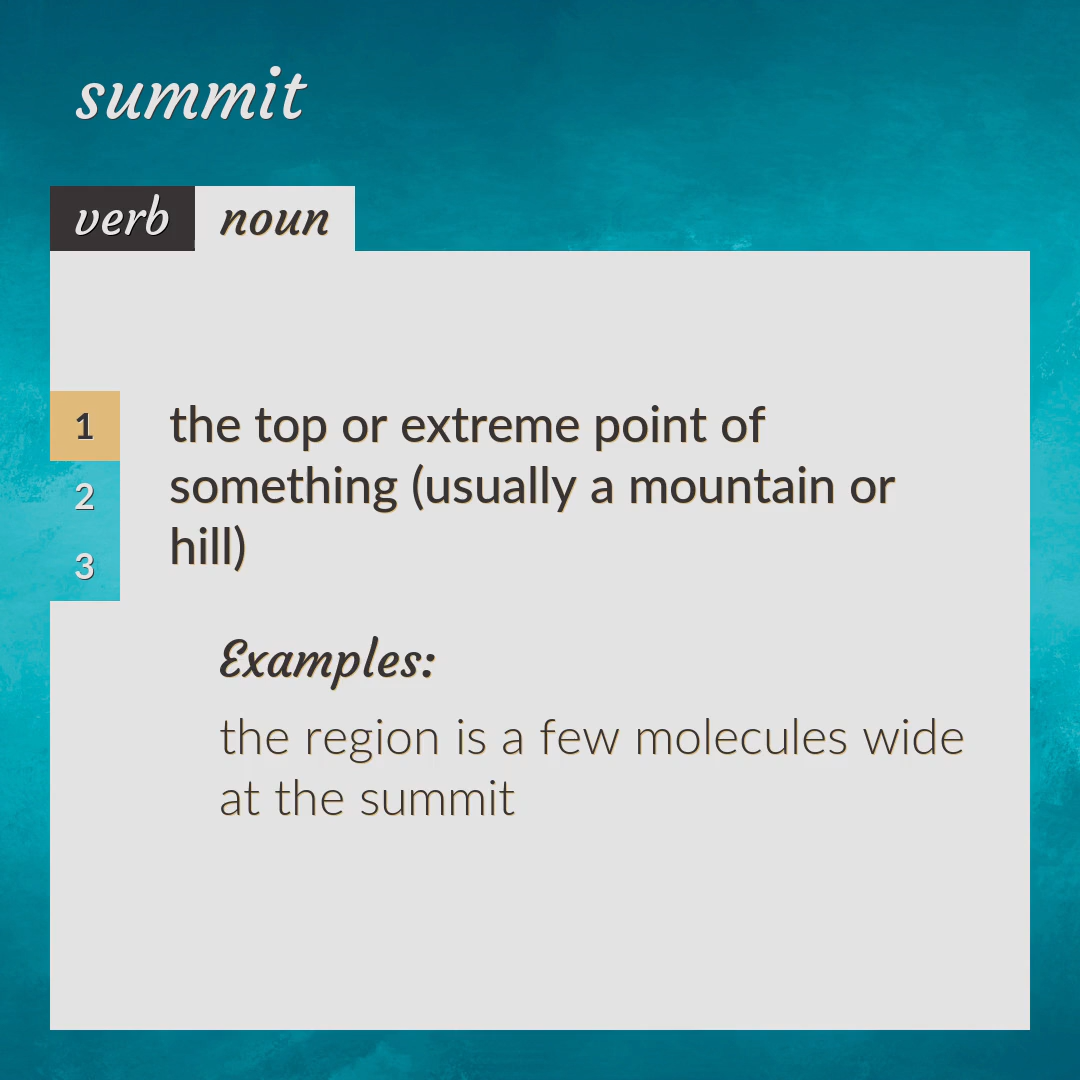 summit
verb noun
1
2
3
the top or extreme point of
something (usually a mountain or
hill)
Examples:
the region is a few molecules wide
at the summit